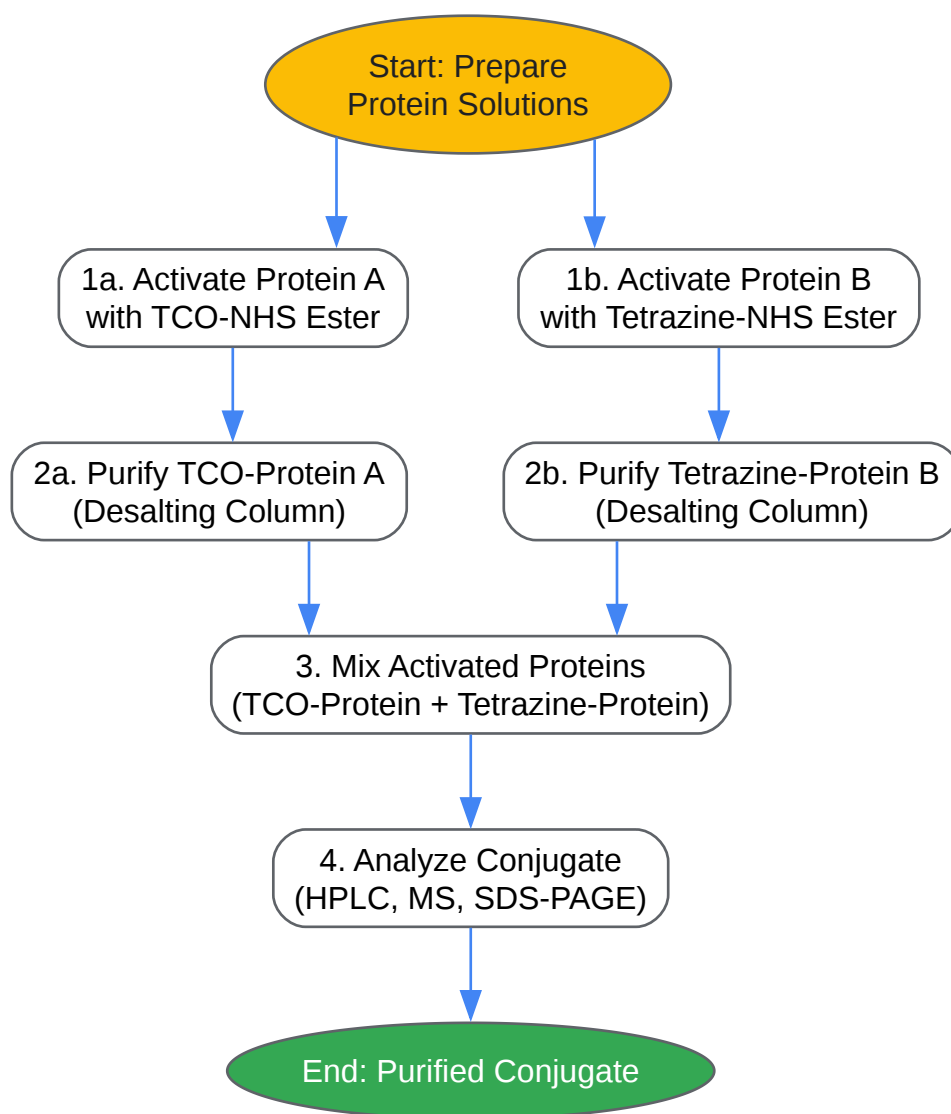 Start: Prepare
Protein Solutions
1a. Activate Protein A
with TCO-NHS Ester
1b. Activate Protein B
with Tetrazine-NHS Ester
2a. Purify TCO-Protein A
(Desalting Column)
2b. Purify Tetrazine-Protein B
(Desalting Column)
3. Mix Activated Proteins
(TCO-Protein + Tetrazine-Protein)
4. Analyze Conjugate
(HPLC, MS, SDS-PAGE)
End: Purified Conjugate